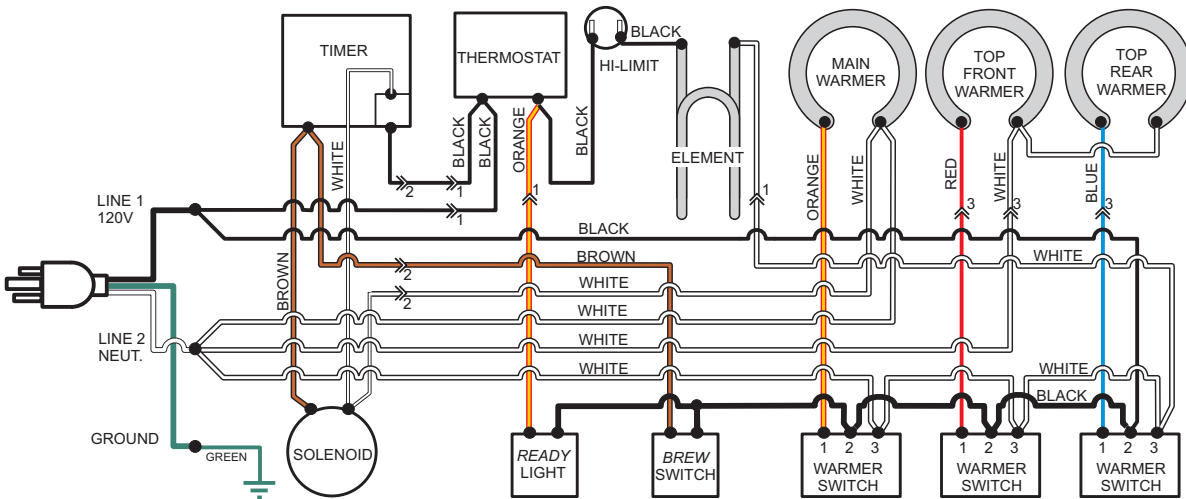 TIMER
THERMOSTAT
BLACK
HI-LIMIT
MAIN
WARMER
TOP
FRONT
WARMER
TOP
REAR
WARMER
WHITE
BLACK
BLACK
ORANGE
BLACK
ELEMENT
ORANGE
WHITE
RED
WHITE
BLUE
2
1
1
1
1
3
3
3
LINE 1
120V
BLACK
BROWN
2
BROWN
WHITE
2
WHITE
WHITE
LINE 2
NEUT.
WHITE
WHITE
WHITE
BLACK
GROUND
GREEN
SOLENOID
READY
LIGHT
BREW
SWITCH
1 2 3
WARMER
SWITCH
1 2 3
WARMER
SWITCH
1 2 3
WARMER
SWITCH